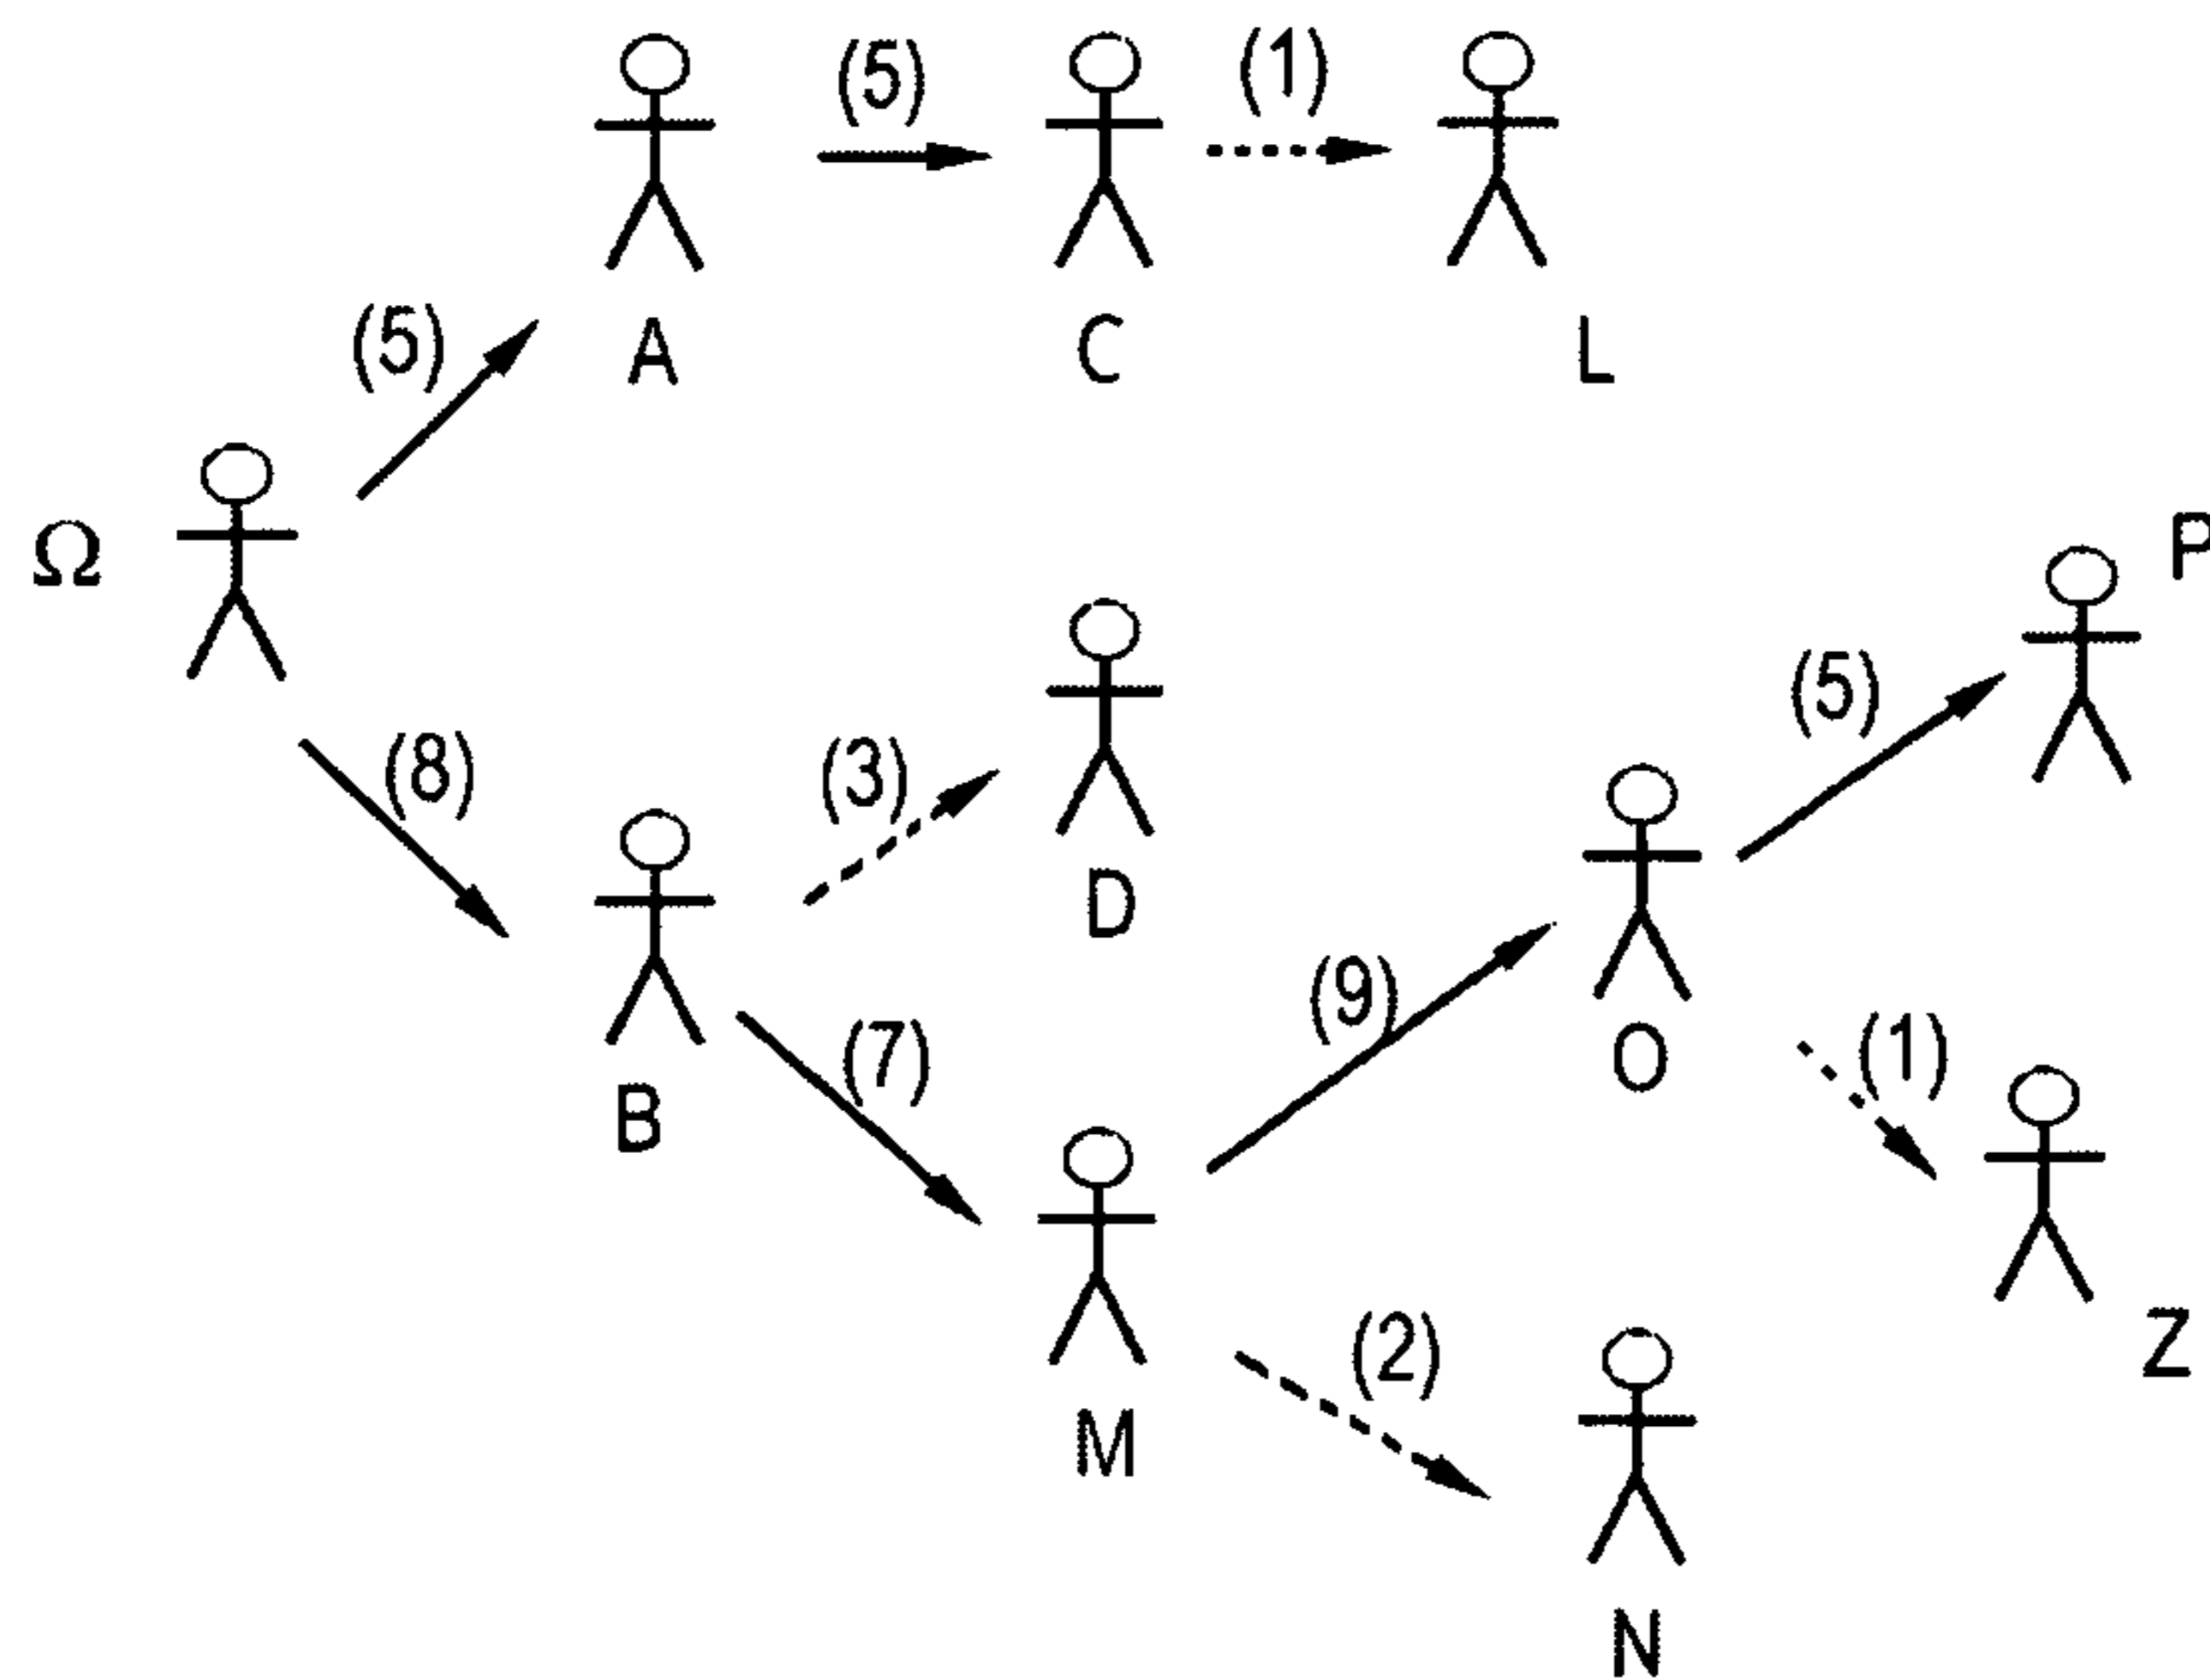 (5) (1)
(5)
A C L
Ω P
(5)
(8) (3)
D
(9)
(7) O (1)
B
(2) Z
M
N